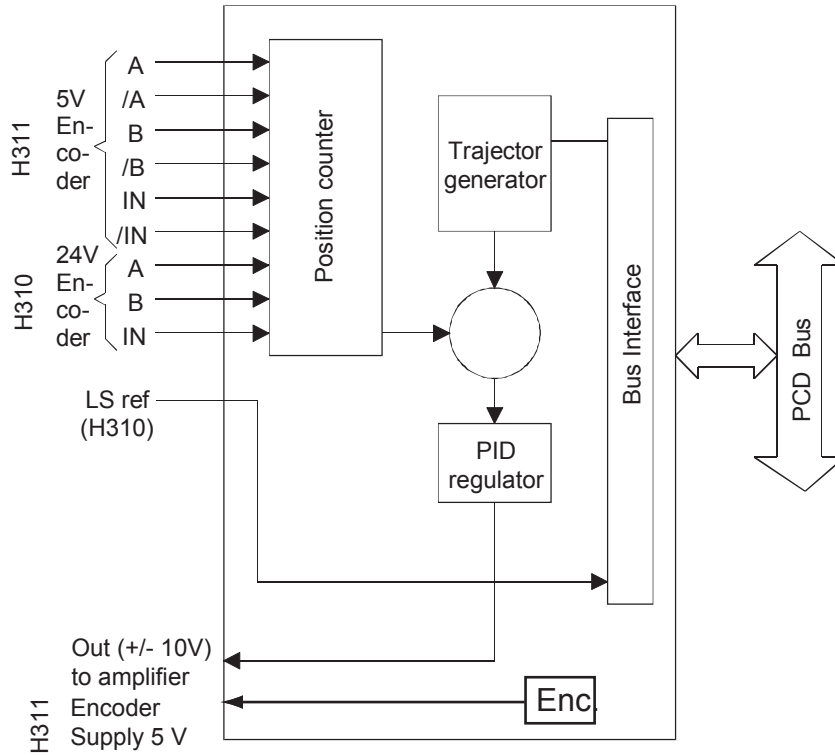 H311
5V
En-
co-
der
A
/A
B
/B
IN
/IN
H310
24V
En-
co-
der
A
B
IN
Position counter
Trajector
generator
Bus Interface
PCD Bus
LS ref
(H310)
PID
regulator
Out (+/- 10V)
to amplifier
H311
Encoder
Supply 5 V
Enc.